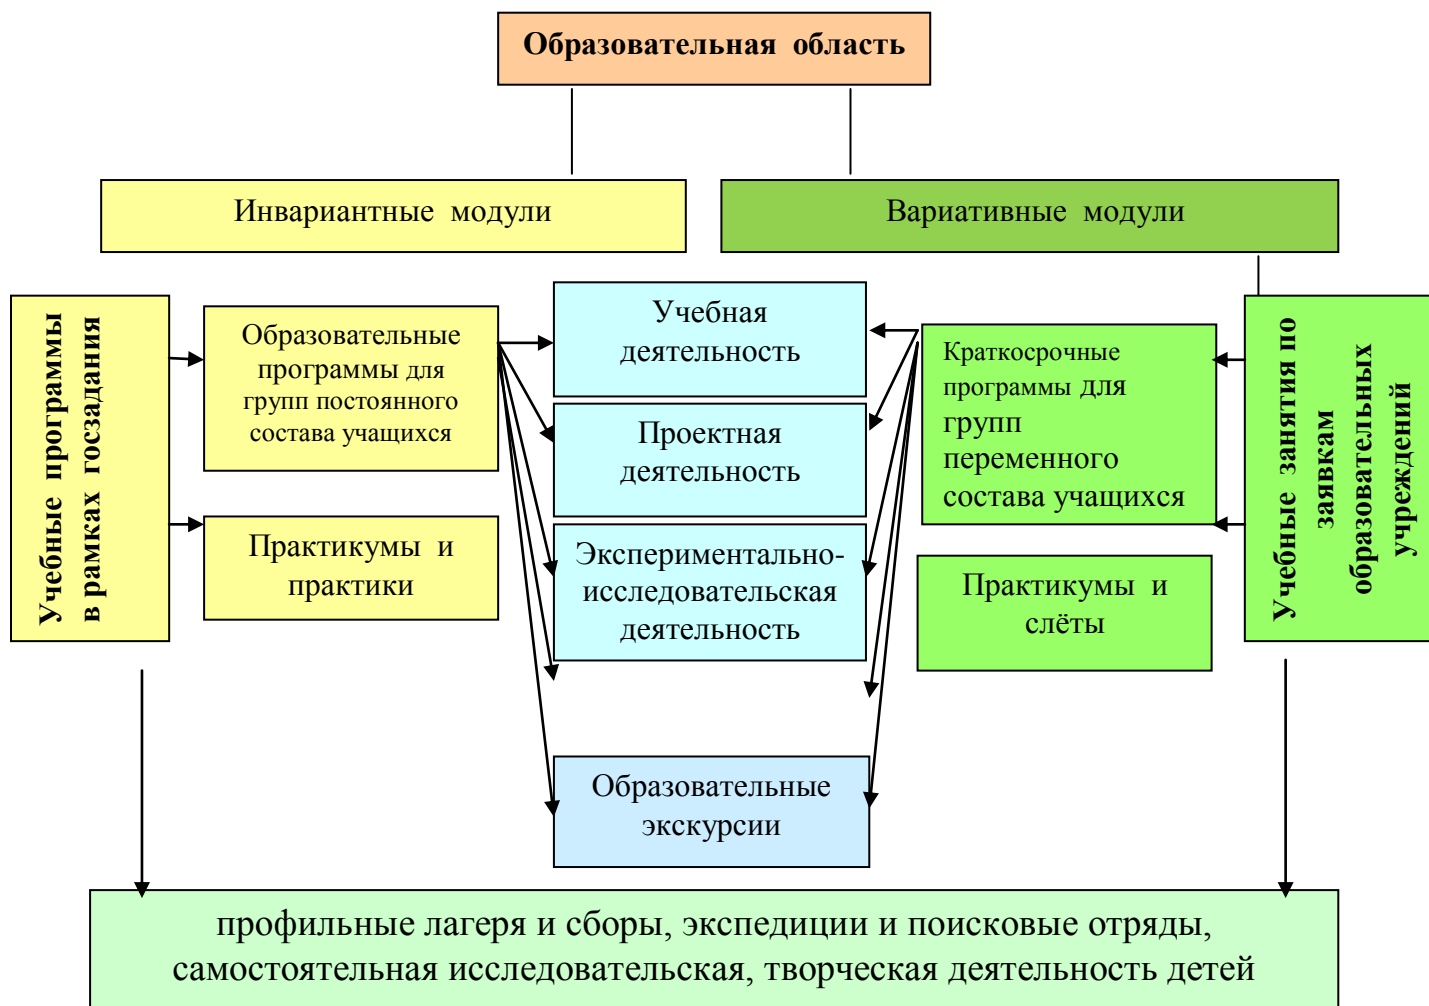 Образовательная область
Инвариантные модули
Вариативные модули
Учебные программы
в рамках госзадания
Образовательные
программы для
групп постоянного
состава учащихся
Практикумы и
практики
Учебная
деятельность
Проектная
деятельность
Экспериментально-
исследовательская
деятельность
Образовательные
экскурсии
Краткосрочные
программы для
групп
переменного
состава учащихся
Практикумы и
слёты
Учебные занятия по
заявкам
образовательных
учреждений
профильные лагеря и сборы, экспедиции и поисковые отряды,
самостоятельная исследовательская, творческая деятельность детей